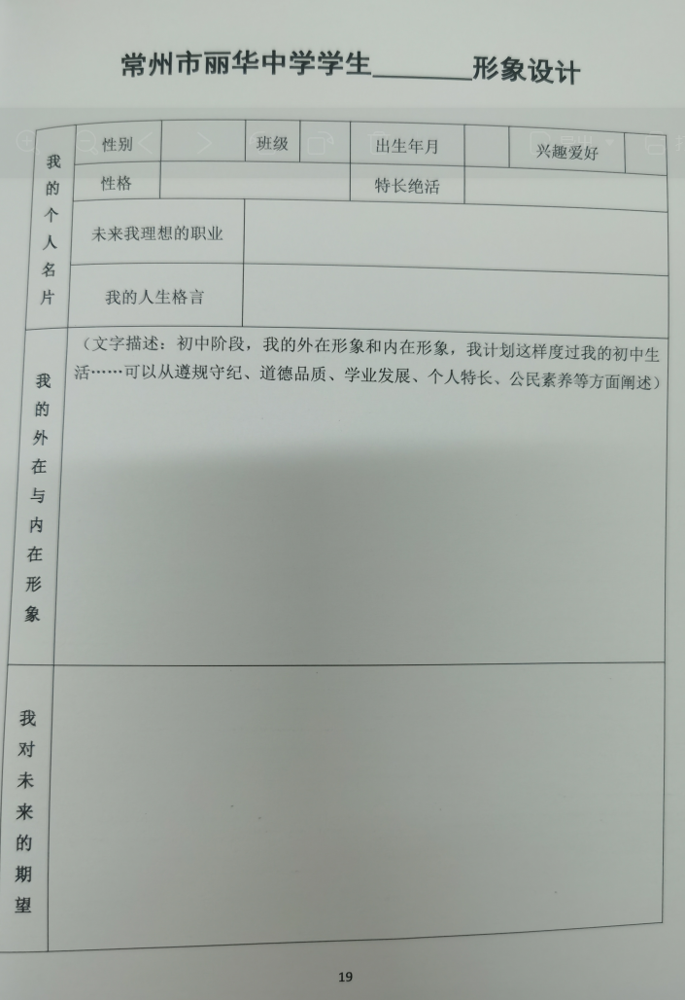 常州市丽华中学学生______形象设计
我的个人名片
性别 班级 出生年月 兴趣爱好
性格 特长绝活
未来我理想的职业
我的人生格言
我的外在与内在形象
（文字描述：初中阶段，我的外在形象和内在形象，我计划这样度过我的初中生
活……可以从遵规守纪、道德品质、学业发展、个人特长、公民素养等方面阐述）
我对未来的期望
19